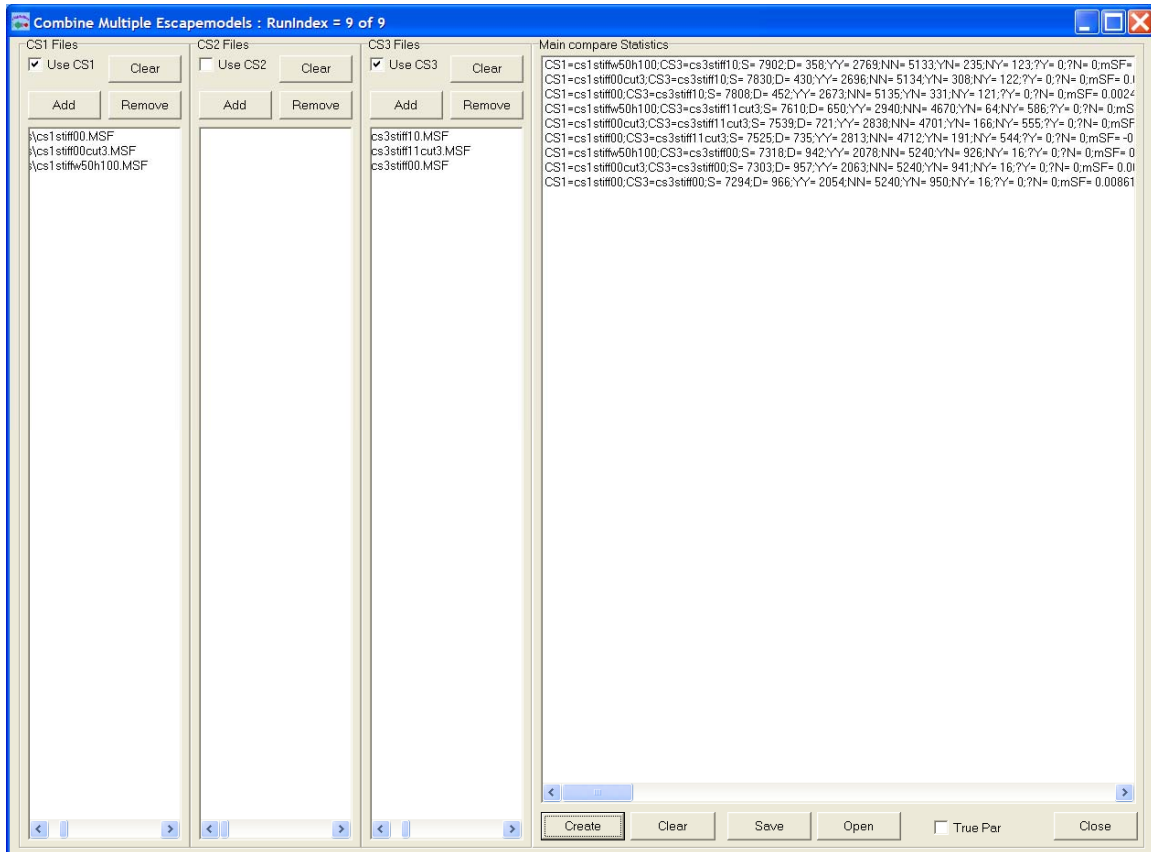 Combine Multiple Escapemodels : RunIndex = 9 of 9
CS1 Files
Use CS1
Clear
Add
Remove
s\cs1stiff00.MSF
s\cs1stiff00cut3.MSF
s\cs1stiffw50h100.MSF
CS2 Files
Use CS2
Clear
Add
Remove
CS3 Files
Use CS3
Clear
Add
Remove
cs3stiff10.MSF
cs3stiff11cut3.MSF
cs3stiff00.MSF
Main compare Statistics
CS1=cs1stiffw50h100;CS3=cs3stiff10;S= 7902;D= 358;YY= 2769;NN= 5133;YN= 235;NY= 123;?Y= 0;?N= 0;mSF=
CS1=cs1stiff00cut3;CS3=cs3stiff10;S= 7830;D= 430;YY= 2696;NN= 5134;YN= 308;NY= 122;?Y= 0;?N= 0;mSF= 0.0
CS1=cs1stiff00;CS3=cs3stiff10;S= 7808;D= 452;YY= 2673;NN= 5135;YN= 331;NY= 121;?Y= 0;?N= 0;mSF= 0.0024
CS1=cs1stiffw50h100;CS3=cs3stiff11cut3;S= 7610;D= 650;YY= 2940;NN= 4670;YN= 64;NY= 586;?Y= 0;?N= 0;mS
CS1=cs1stiff00cut3;CS3=cs3stiff11cut3;S= 7539;D= 721;YY= 2838;NN= 4701;YN= 166;NY= 555;?Y= 0;?N= 0;mSF
CS1=cs1stiff00;CS3=cs3stiff11cut3;S= 7525;D= 735;YY= 2813;NN= 4712;YN= 191;NY= 544;?Y= 0;?N= 0;mSF= -0
CS1=cs1stiffw50h100;CS3=cs3stiff00;S= 7318;D= 942;YY= 2078;NN= 5240;YN= 926;NY= 16;?Y= 0;?N= 0;mSF= 0
CS1=cs1stiff00cut3;CS3=cs3stiff00;S= 7303;D= 957;YY= 2063;NN= 5240;YN= 941;NY= 16;?Y= 0;?N= 0;mSF= 0.0
CS1=cs1stiff00;CS3=cs3stiff00;S= 7294;D= 966;YY= 2054;NN= 5240;YN= 950;NY= 16;?Y= 0;?N= 0;mSF= 0.00861
Create
Clear
Save
Open
True Par
Close